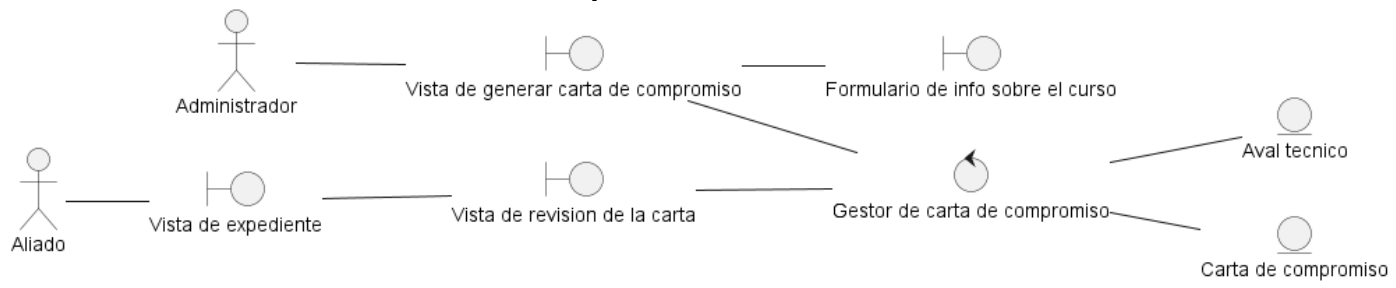 Administrador
Vista de generar carta de compromiso
Formulario de info sobre el curso
Aval tecnico
Aliado
Vista de expediente
Vista de revision de la carta
Gestor de carta de compromiso
Carta de compromiso